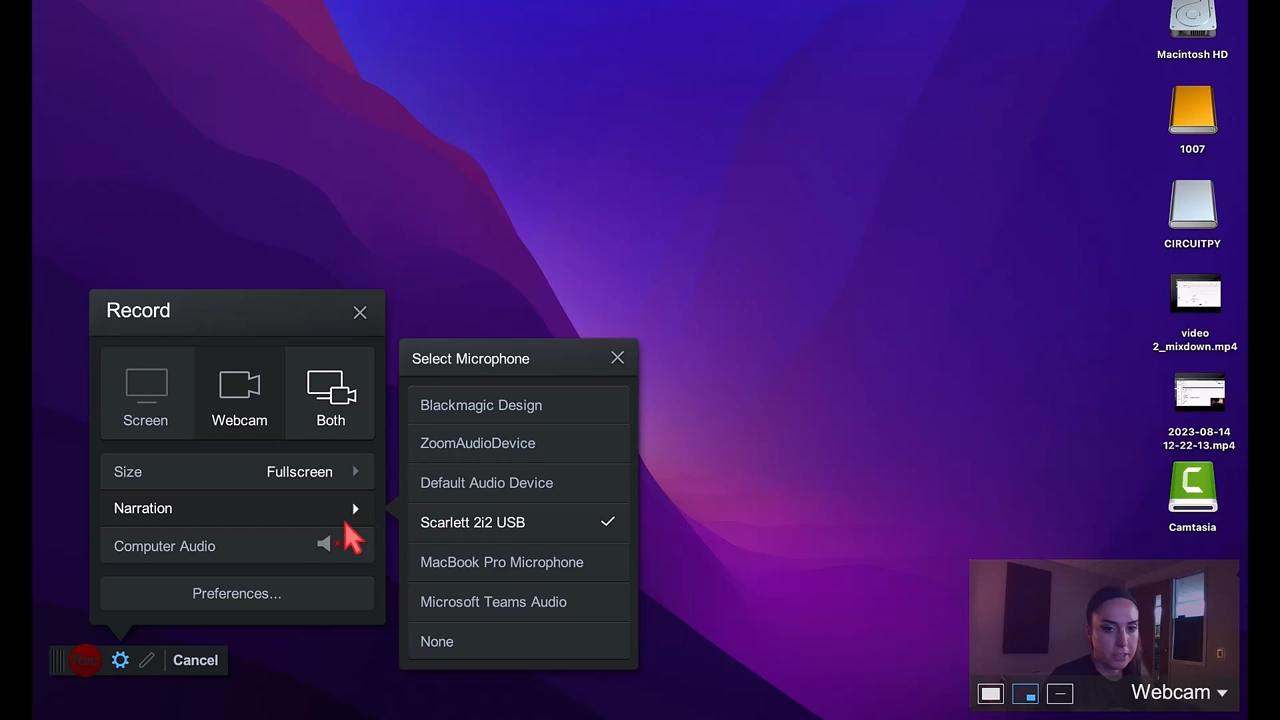 Macintosh HD
1007
CIRCUITPY
video
2_mixdown.mp4
2023-08-14
12-22-13.mp4
Camtasia
Record
Screen
Webcam
Both
Size
Fullscreen
Narration
Computer Audio
Preferences...
Rec
Cancel
Select Microphone
Blackmagic Design
ZoomAudioDevice
Default Audio Device
Scarlett 2i2 USB
MacBook Pro Microphone
Microsoft Teams Audio
None
Webcam